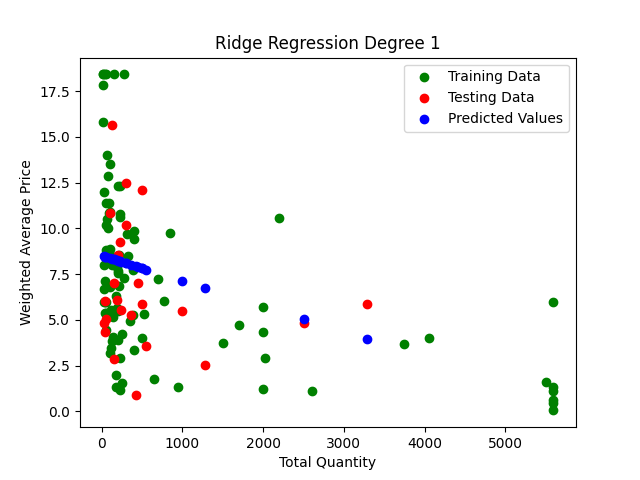 Ridge Regression Degree 1
Training Data
Testing Data
Predicted Values
Weighted Average Price
17.5
15.0
12.5
10.0
7.5
5.0
2.5
0.0
0 1000 2000 3000 4000 5000
Total Quantity